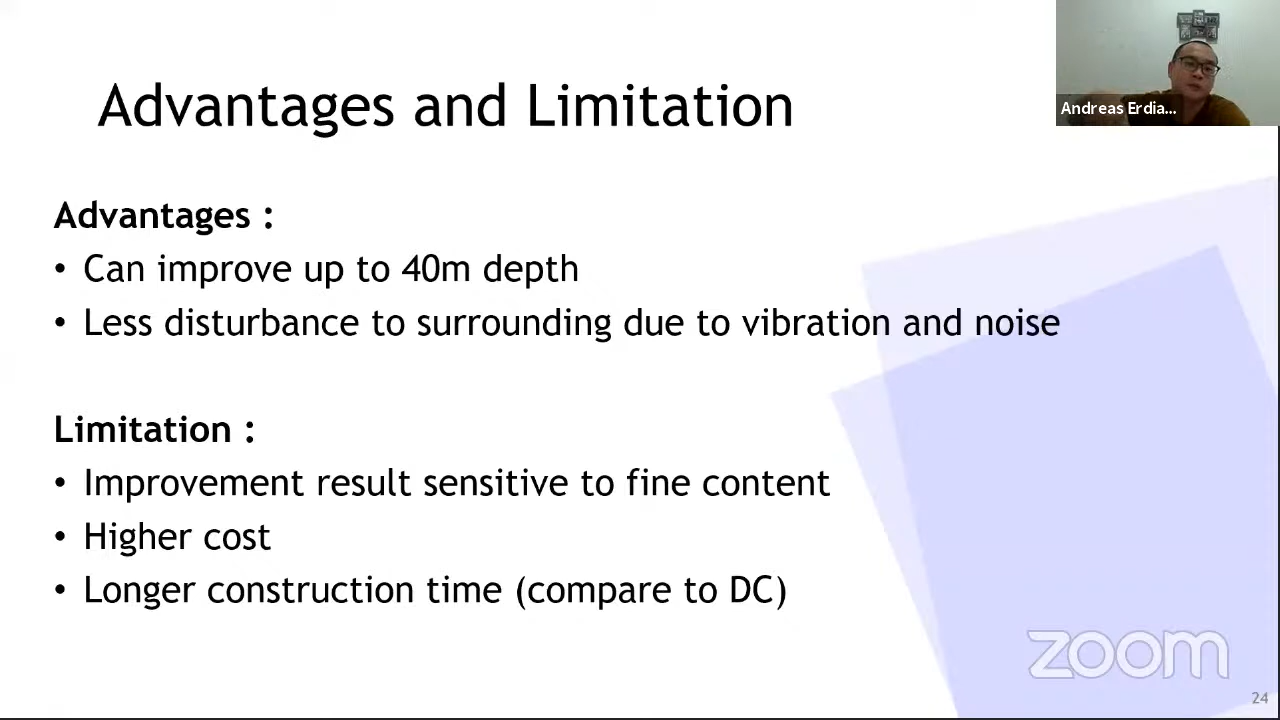 Advantages and Limitation
Andreas Erdia...
Advantages :
• Can improve up to 40m depth
• Less disturbance to surrounding due to vibration and noise
Limitation :
• Improvement result sensitive to fine content
• Higher cost
• Longer construction time (compare to DC)
zoom
24